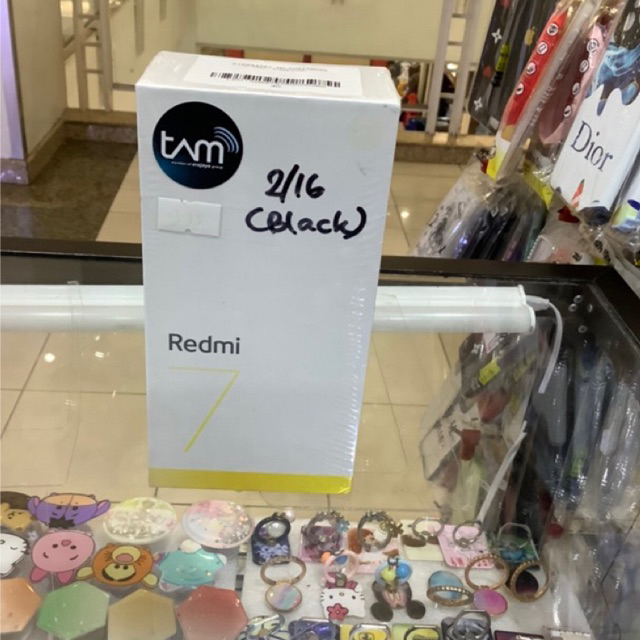 tam
2/16
(Black)
Redmi
7
Dior